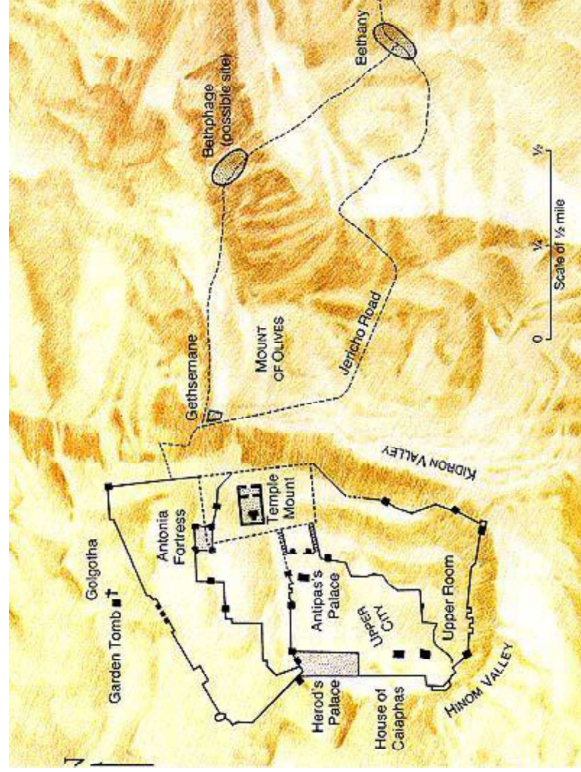 Golgotha
Garden Tomb
Antonia
Fortress
Temple
Mount
Antipas's
Palace
Herod's
Palace
UPPER
CITY
House of
Caiaphas
Upper Room
HINOM VALLEY
KIDRON VALLEY
Gethsemane
MOUNT
OF OLIVES
Jericho Road
Bethphage
(possible site)
Bethany
0 ¼ ½
Scale of ½ mile